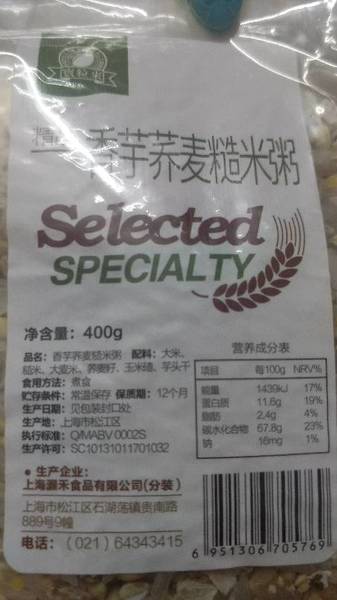 香芋荞麦糙米粥
Selected
SPECIALTY
净含量：400g
品名：香芋荞麦糙米粥 配料：大米、
糙米、大麦米、荞麦籽、玉米碴、芋头干
食用方法：煮食
贮存条件：常温保存 保质期：12个月
生产日期：见包装封口处
生产地：上海市松江区
执行标准：Q/MABV 0002S
生产许可：SC10131011701032
营养成分表
项目 每100g NRV%
能量 1439kJ 17%
蛋白质 11.6g 19%
脂肪 2.4g 4%
碳水化合物 67.8g 23%
钠 16mg 1%
• 生产企业：
上海源禾食品有限公司(分装)
上海市松江区石湖荡镇贵南路
889号9幢
电话：（021）64343415
6 951306 705769